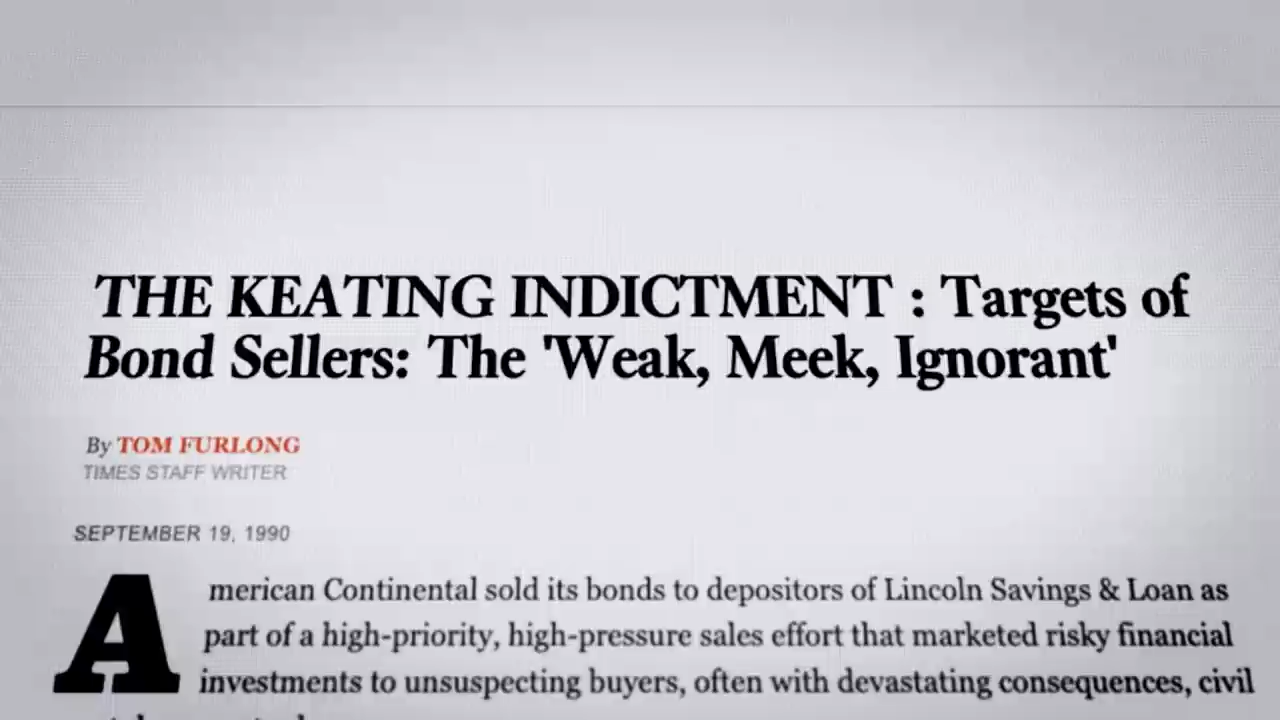 THE KEATING INDICTMENT : Targets of
Bond Sellers: The 'Weak, Meek, Ignorant'
By TOM FURLONG
TIMES STAFF WRITER
SEPTEMBER 19, 1990
American Continental sold its bonds to depositors of Lincoln Savings & Loan as
part of a high-priority, high-pressure sales effort that marketed risky financial
investments to unsuspecting buyers, often with devastating consequences, civil